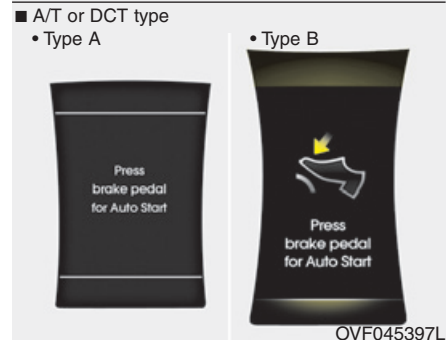 ■ A/T or DCT type
• Type A
Press
brake pedal
for Auto Start
• Type B
Press
brake pedal
for Auto Start
OVF045397L